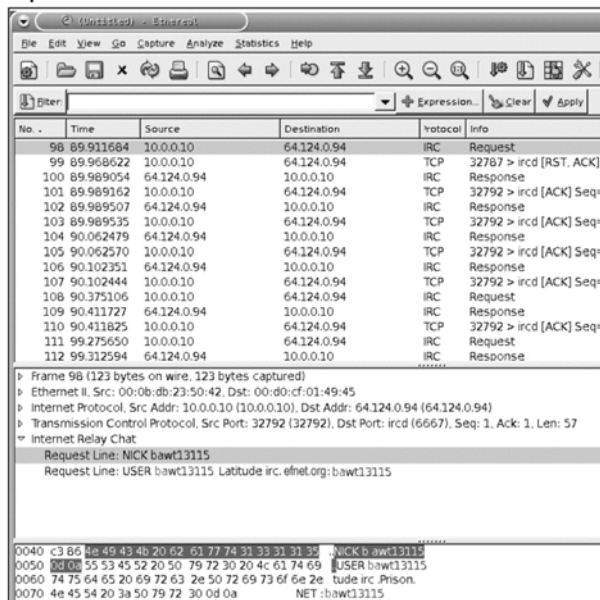 (Untitled) - Ethereal
File Edit View Go Capture Analyze Statistics Help
Filter: Expression... Clear Apply
No. . Time Source Destination Protocol Info
98 89.911684 10.0.0.10 64.124.0.94 IRC Request
99 89.968622 10.0.0.10 64.124.0.94 TCP 32787 > ircd [RST, ACK]
100 89.989054 64.124.0.94 10.0.0.10 IRC Response
101 89.989162 10.0.0.10 64.124.0.94 TCP 32792 > ircd [ACK] Seq=
102 89.989507 64.124.0.94 10.0.0.10 IRC Response
103 89.989535 10.0.0.10 64.124.0.94 TCP 32792 > ircd [ACK] Seq=
104 90.062479 64.124.0.94 10.0.0.10 IRC Response
105 90.062570 10.0.0.10 64.124.0.94 TCP 32792 > ircd [ACK] Seq=
106 90.102351 64.124.0.94 10.0.0.10 IRC Response
107 90.102444 10.0.0.10 64.124.0.94 TCP 32792 > ircd [ACK] Seq=
108 90.375106 10.0.0.10 64.124.0.94 IRC Request
109 90.411727 64.124.0.94 10.0.0.10 IRC Response
110 90.411825 10.0.0.10 64.124.0.94 TCP 32792 > ircd [ACK] Seq=
111 99.275650 10.0.0.10 64.124.0.94 IRC Request
112 99.312594 64.124.0.94 10.0.0.10 IRC Response
Frame 98 (123 bytes on wire, 123 bytes captured)
Ethernet II, Src: 00:0b:db:23:50:42, Dst: 00:d0:cf:01:49:45
Internet Protocol, Src Addr: 10.0.0.10 (10.0.0.10), Dst Addr: 64.124.0.94 (64.124.0.94)
Transmission Control Protocol, Src Port: 32792 (32792), Dst Port: ircd (6667), Seq: 1, Ack: 1, Len: 57
Internet Relay Chat
Request Line: NICK bawt13115
Request Line: USER bawt13115 Latitude irc. efnet.org: bawt13115
0040 c3 86 4e 49 43 4b 20 62 61 77 74 31 33 31 31 35 ..NICK b awt13115
0050 0d 0a 55 53 45 52 20 50 79 72 30 20 4c 61 74 69 USER bawt13115
0060 74 75 64 65 20 69 72 63 2e 50 72 69 73 6f 6e 2e tude irc .Prison.
0070 4e 45 54 20 3a 50 79 72 30 0d 0a NET :bawt13115